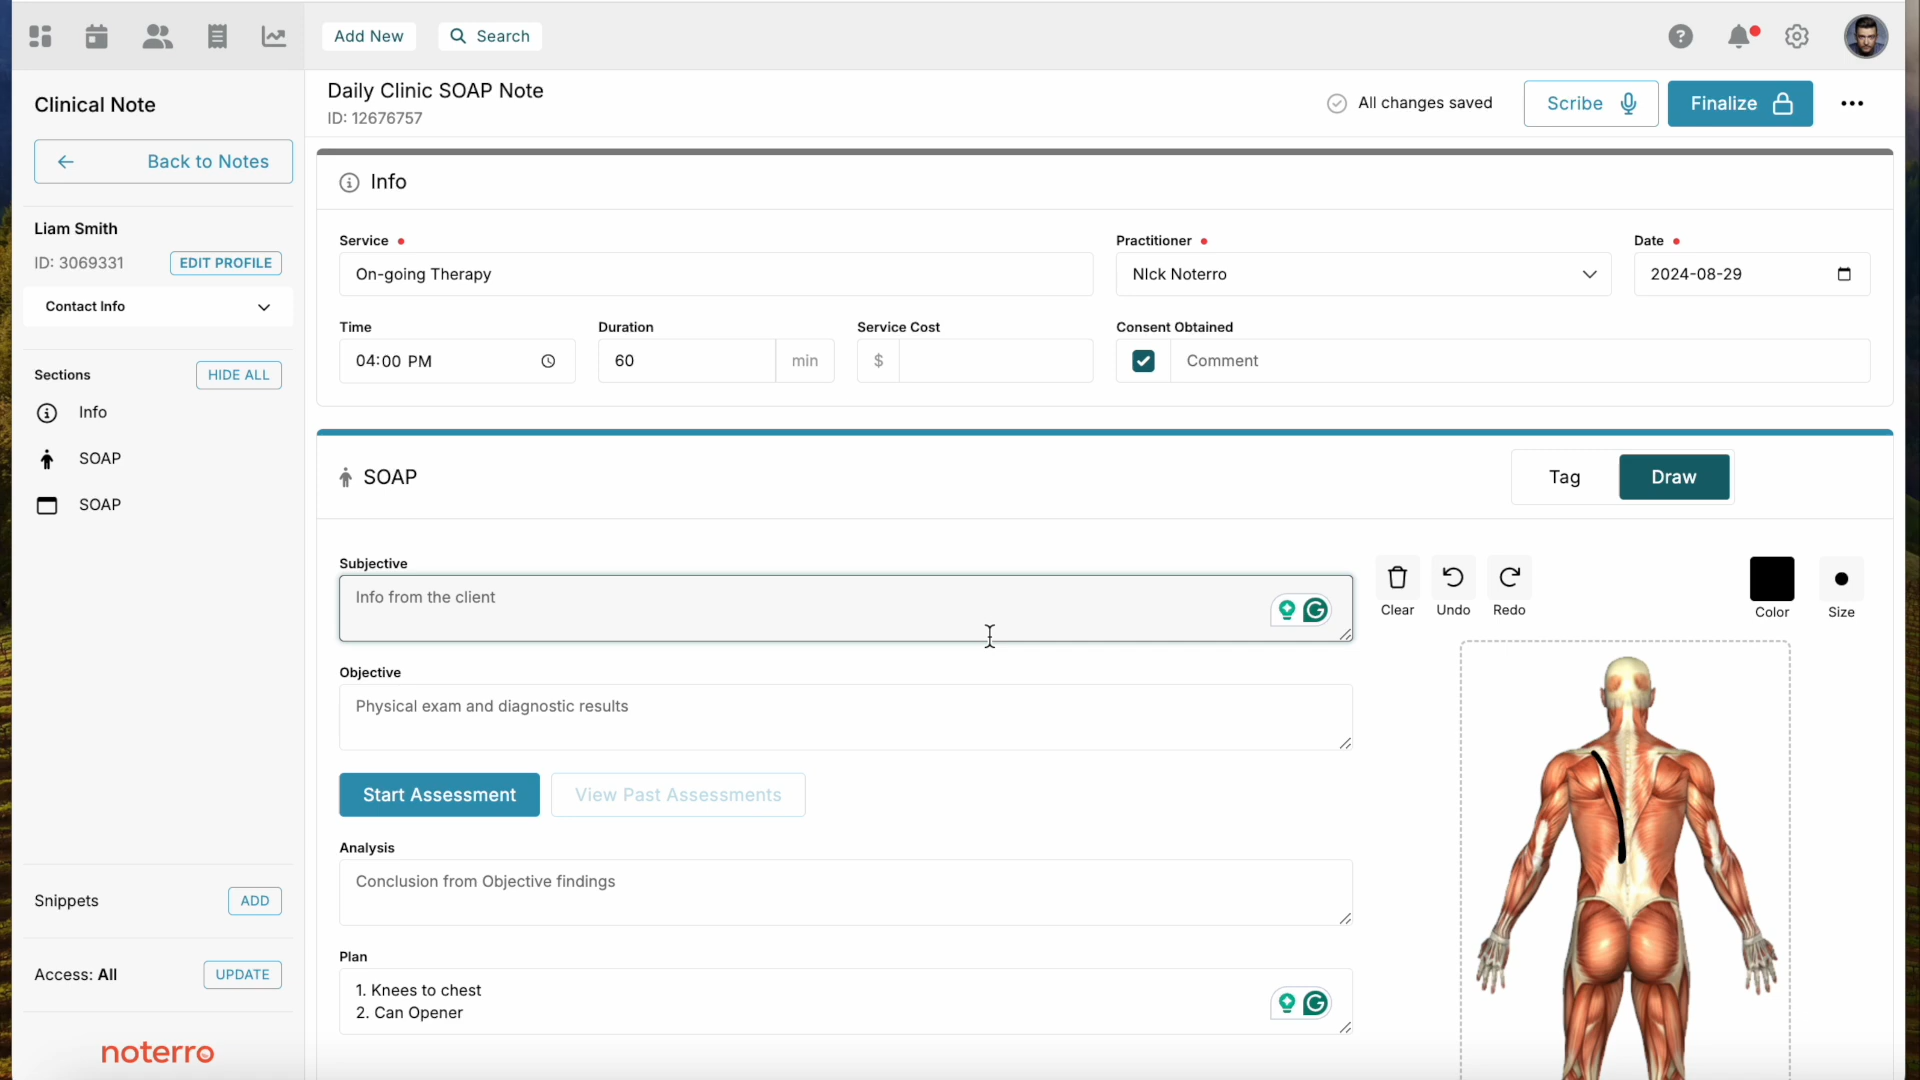 Add New
Search
Clinical Note
Back to Notes
Liam Smith
ID: 3069331
EDIT PROFILE
Contact Info
Sections
HIDE ALL
Info
SOAP
SOAP
Snippets
ADD
Access: All
UPDATE
noterro
Daily Clinic SOAP Note
ID: 12676757
All changes saved
Scribe
Finalize
Info
Service
On-going Therapy
Practitioner
NIck Noterro
Date
2024-08-29
Time
04:00 PM
Duration
60
min
Service Cost
$
Consent Obtained
Comment
SOAP
Tag
Draw
Subjective
Info from the client
Clear
Undo
Redo
Color
Size
Objective
Physical exam and diagnostic results
Start Assessment
View Past Assessments
Analysis
Conclusion from Objective findings
Plan
1. Knees to chest
2. Can Opener